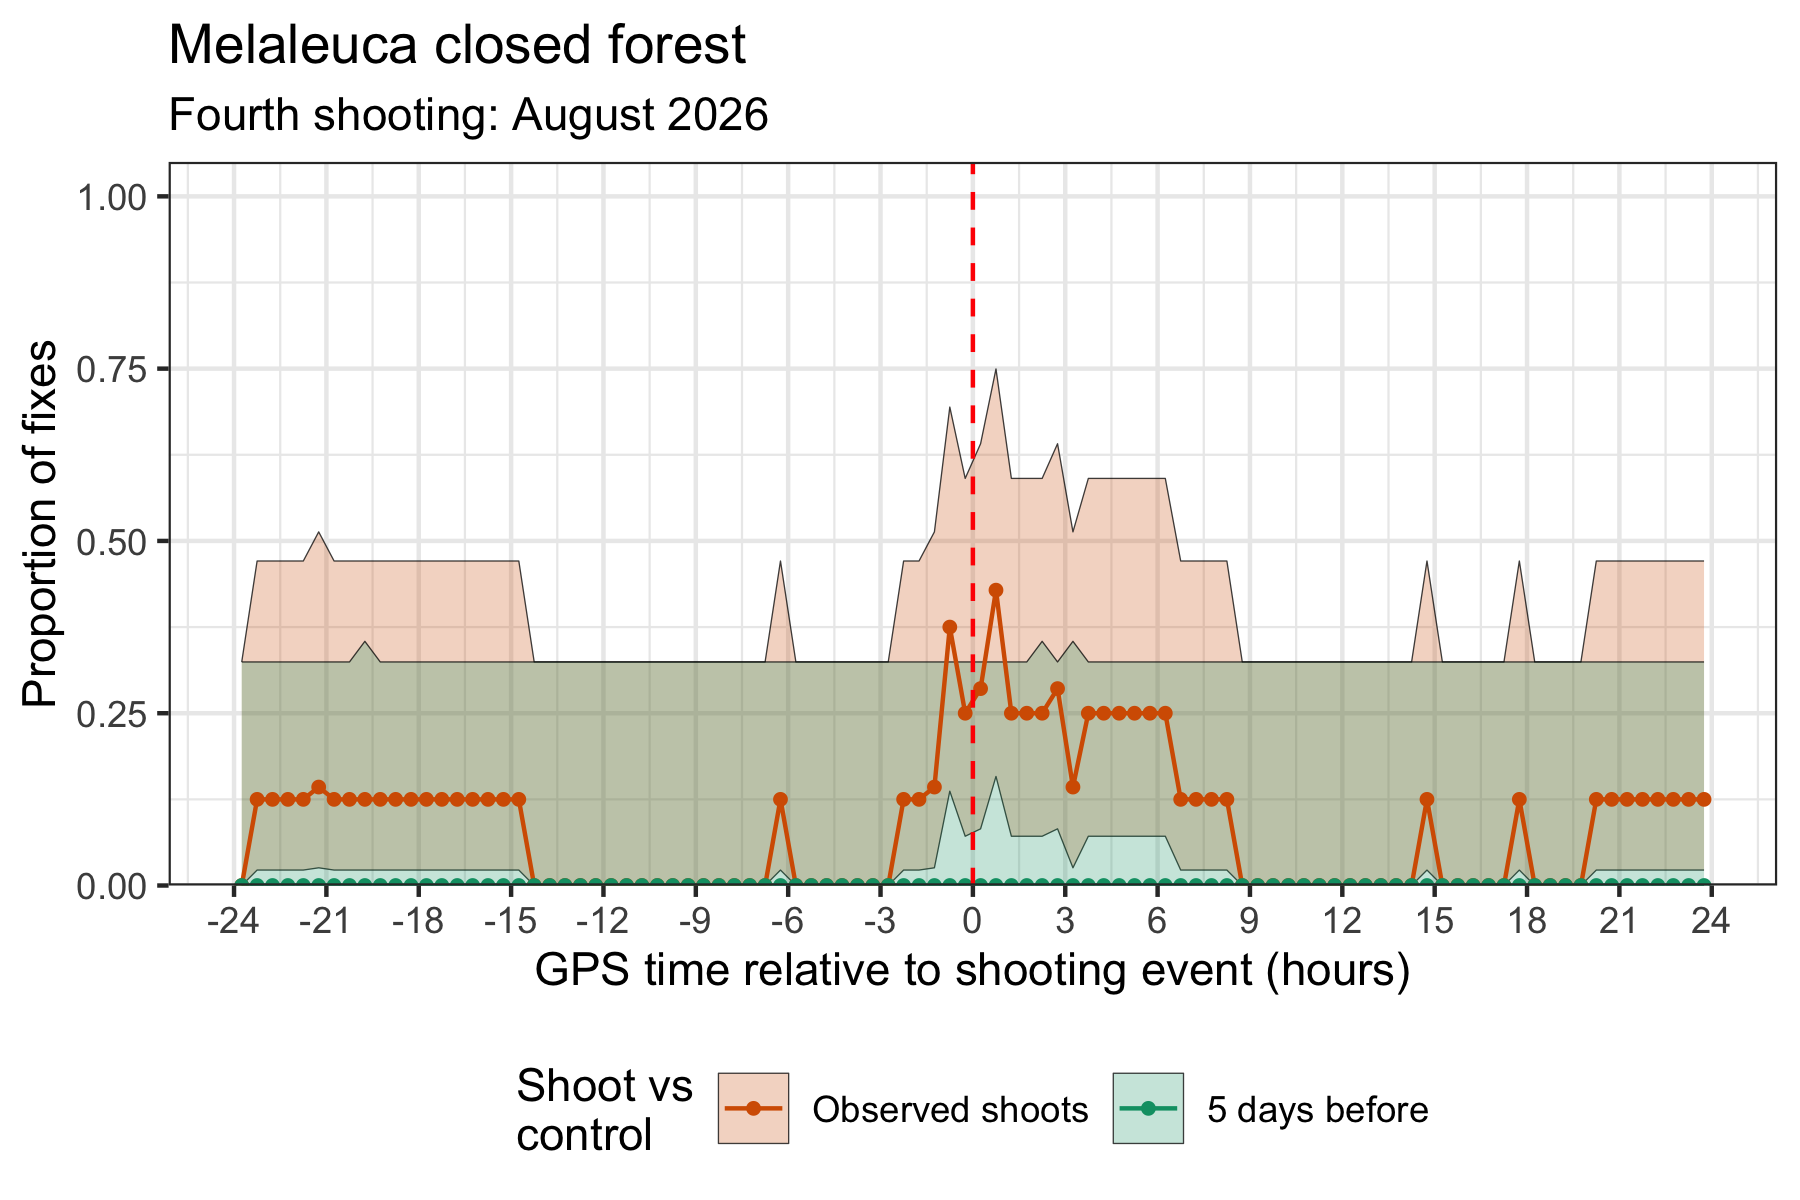 Melaleuca closed forest
Fourth shooting: August 2026
Proportion of fixes
1.00
0.75
0.50
0.25
0.00
-24 -21 -18 -15 -12 -9 -6 -3 0 3 6 9 12 15 18 21 24
GPS time relative to shooting event (hours)
Shoot vs
control
Observed shoots
5 days before